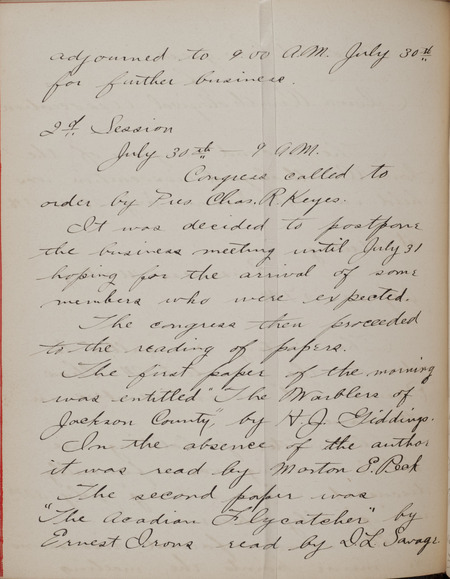 adjourned to 9 00 A.M. July 30th
for further business.
2d Session
July 30th - 9 A.M.
Congress called to
order by Pres Chas. R. Keyes.
It was decided to postpone
the business meeting until July 31
hoping for the arrival of some
members who were expected.
The congress then proceeded
to the reading of papers.
The first paper of the morning
was entitled "The Warblers of
Jackson County," by H. J. Giddings.
In the absence of the author
it was read by Morton E. Peck
The second paper was
"The Acadian Flycatcher" by
Ernest Irons read by D L Savage